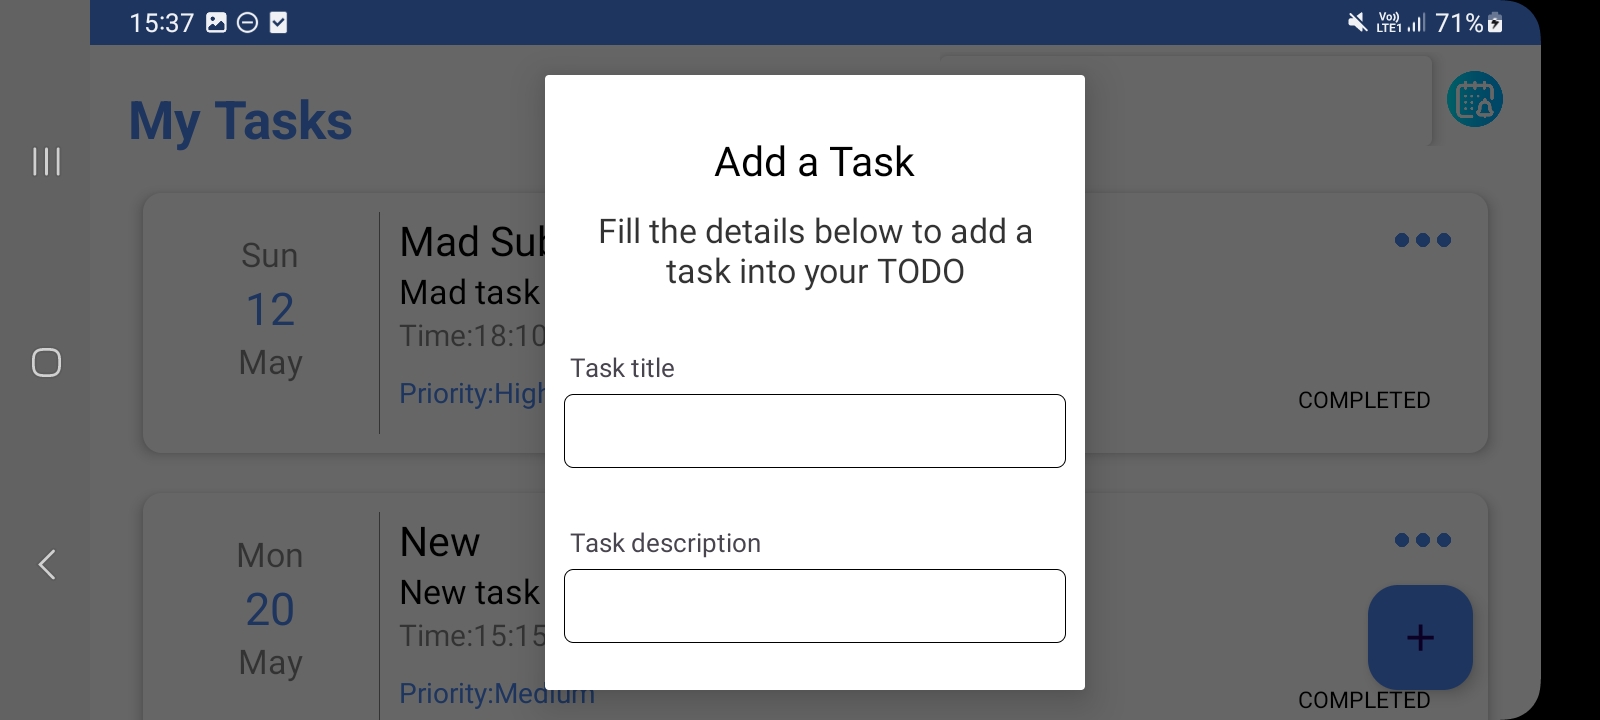 15:37
Vo))
LTE1
71%
My Tasks
Add a Task
Fill the details below to add a
task into your TODO
Task title
Task description
Sun
12
May
Mad Sub
Mad task
Time:18:10
Priority:High
COMPLETED
Mon
20
May
New
New task
Time:15:15
Priority:Medium
COMPLETED
+